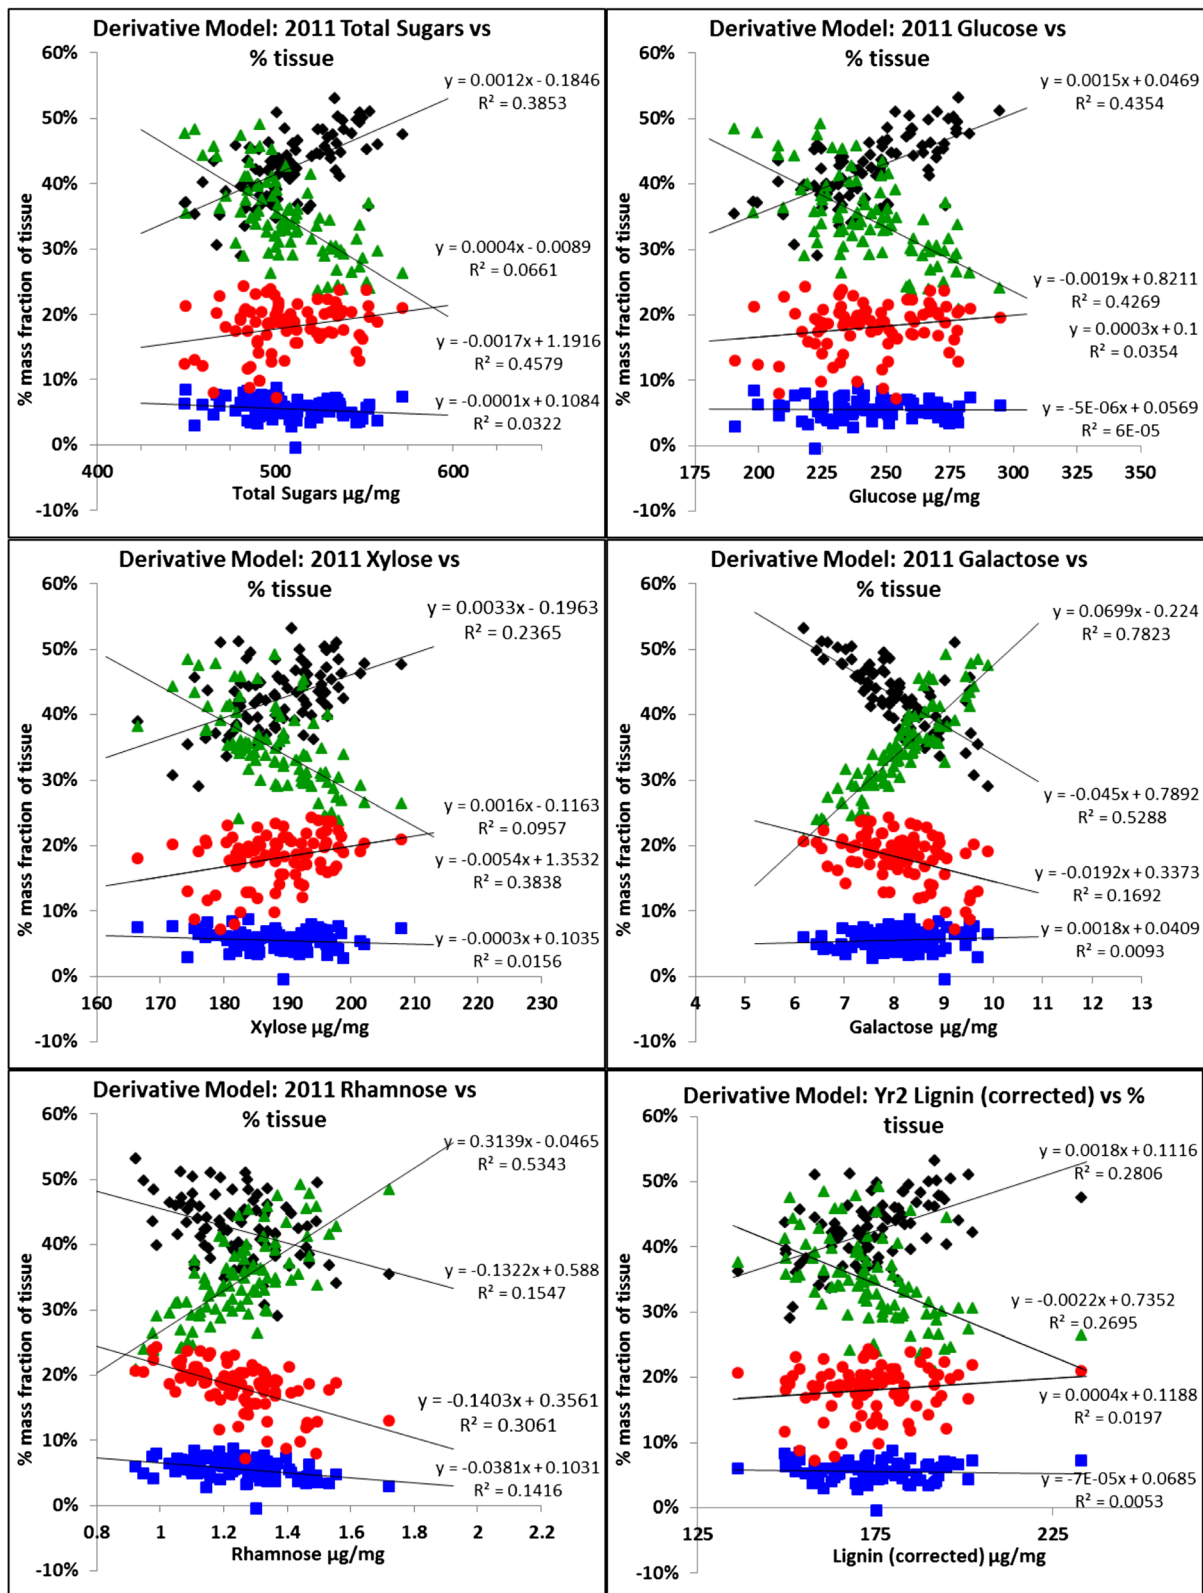 Derivative Model: 2011 Total Sugars vs
% tissue
60%
50%
40%
30%
20%
10%
0%
-10%
% mass fraction of tissue
y = 0.0012x - 0.1846
R² = 0.3853
y = 0.0004x - 0.0089
R² = 0.0661
y = -0.0017x + 1.1916
R² = 0.4579
y = -0.0001x + 0.1084
R² = 0.0322
400 500 600
Total Sugars µg/mg
Derivative Model: 2011 Glucose vs
% tissue
60%
50%
40%
30%
20%
10%
0%
-10%
% mass fraction of tissue
y = 0.0015x + 0.0469
R² = 0.4354
y = -0.0019x + 0.8211
R² = 0.4269
y = 0.0003x + 0.1
R² = 0.0354
y = -5E-06x + 0.0569
R² = 6E-05
175 200 225 250 275 300 325 350
Glucose µg/mg
Derivative Model: 2011 Xylose vs
% tissue
60%
50%
40%
30%
20%
10%
0%
-10%
% mass fraction of tissue
y = 0.0033x - 0.1963
R² = 0.2365
y = 0.0016x - 0.1163
R² = 0.0957
y = -0.0054x + 1.3532
R² = 0.3838
y = -0.0003x + 0.1035
R² = 0.0156
160 170 180 190 200 210 220 230
Xylose µg/mg
Derivative Model: 2011 Galactose vs
% tissue
60%
50%
40%
30%
20%
10%
0%
-10%
% mass fraction of tissue
y = 0.0699x - 0.224
R² = 0.7823
y = -0.045x + 0.7892
R² = 0.5288
y = -0.0192x + 0.3373
R² = 0.1692
y = 0.0018x + 0.0409
R² = 0.0093
4 5 6 7 8 9 10 11 12 13
Galactose µg/mg
Derivative Model: 2011 Rhamnose vs
% tissue
60%
50%
40%
30%
20%
10%
0%
-10%
% mass fraction of tissue
y = 0.3139x - 0.0465
R² = 0.5343
y = -0.1322x + 0.588
R² = 0.1547
y = -0.1403x + 0.3561
R² = 0.3061
y = -0.0381x + 0.1031
R² = 0.1416
0.8 1 1.2 1.4 1.6 1.8 2 2.2
Rhamnose µg/mg
Derivative Model: Yr2 Lignin (corrected) vs %
tissue
60%
50%
40%
30%
20%
10%
0%
-10%
% mass fraction of tissue
y = 0.0018x + 0.1116
R² = 0.2806
y = -0.0022x + 0.7352
R² = 0.2695
y = 0.0004x + 0.1188
R² = 0.0197
y = -7E-05x + 0.0685
R² = 0.0053
125 175 225
Lignin (corrected) µg/mg